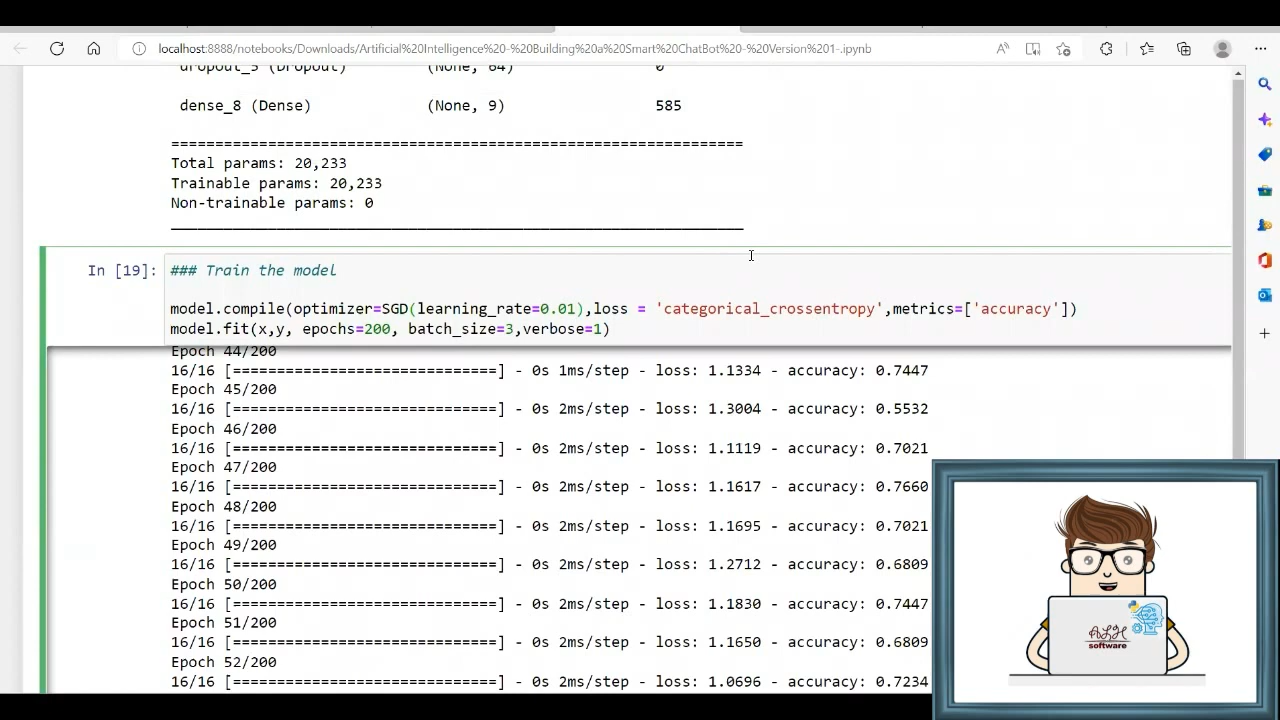 localhost:8888/notebooks/Downloads/Artificial%20Intelligence%20-%20Building%20a%20Smart%20ChatBot%20-%20Version%201-.ipynb
dropout_5 (Dropout) (None, 64) 0
dense_8 (Dense) (None, 9) 585
=================================================================
Total params: 20,233
Trainable params: 20,233
Non-trainable params: 0
_________________________________________________________________
In [19]: ### Train the model
model.compile(optimizer=SGD(learning_rate=0.01),loss = 'categorical_crossentropy',metrics=['accuracy'])
model.fit(x,y, epochs=200, batch_size=3,verbose=1)
Epoch 44/200
16/16 [==============================] - 0s 1ms/step - loss: 1.1334 - accuracy: 0.7447
Epoch 45/200
16/16 [==============================] - 0s 2ms/step - loss: 1.3004 - accuracy: 0.5532
Epoch 46/200
16/16 [==============================] - 0s 2ms/step - loss: 1.1119 - accuracy: 0.7021
Epoch 47/200
16/16 [==============================] - 0s 2ms/step - loss: 1.1617 - accuracy: 0.7660
Epoch 48/200
16/16 [==============================] - 0s 2ms/step - loss: 1.1695 - accuracy: 0.7021
Epoch 49/200
16/16 [==============================] - 0s 2ms/step - loss: 1.2712 - accuracy: 0.6809
Epoch 50/200
16/16 [==============================] - 0s 2ms/step - loss: 1.1830 - accuracy: 0.7447
Epoch 51/200
16/16 [==============================] - 0s 2ms/step - loss: 1.1650 - accuracy: 0.6809
Epoch 52/200
16/16 [==============================] - 0s 2ms/step - loss: 1.0696 - accuracy: 0.7234
software